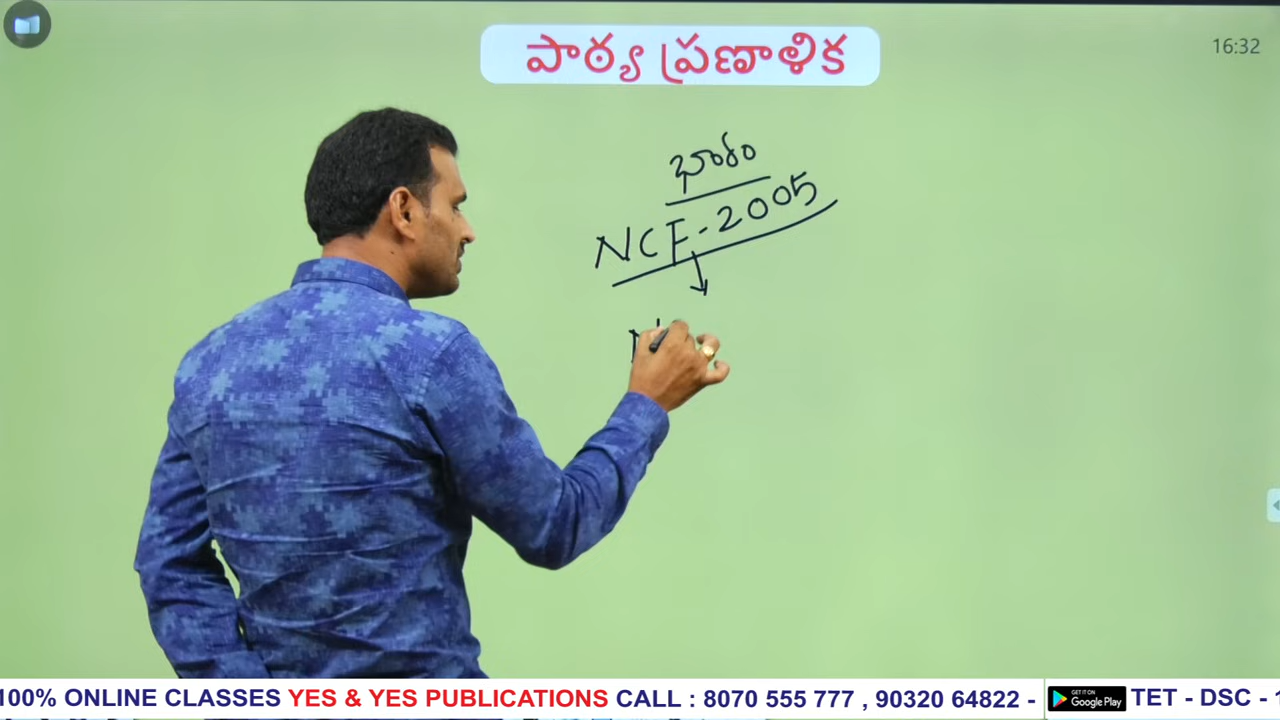 పాఠ్య ప్రణాళిక
16:32
భారం
NCF-2005
100% ONLINE CLASSES YES & YES PUBLICATIONS CALL : 8070 555 777 , 90320 64822 - GET IT ON Google Play TET - DSC -